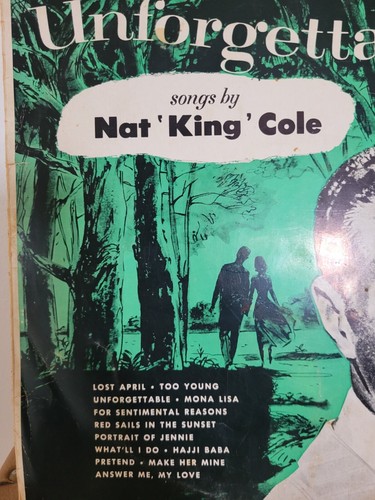 Unforgetta
songs by
Nat 'King' Cole
LOST APRIL • TOO YOUNG
UNFORGETTABLE • MONA LISA
FOR SENTIMENTAL REASONS
RED SAILS IN THE SUNSET
PORTRAIT OF JENNIE
WHAT'LL I DO • HAJJI BABA
PRETEND • MAKE HER MINE
ANSWER ME, MY LOVE